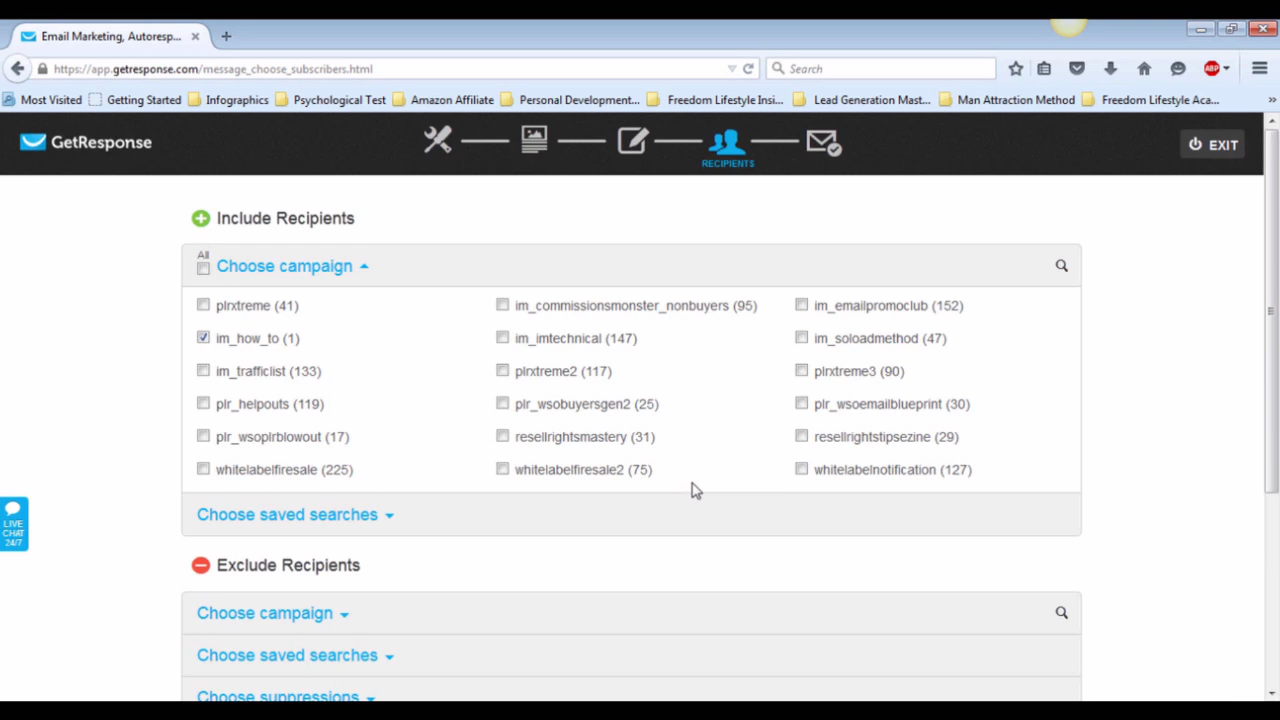 Email Marketing, Autoresp...
https://app.getresponse.com/message_choose_subscribers.html
Search
ABP
Most Visited Getting Started Infographics Psychological Test Amazon Affiliate Personal Development... Freedom Lifestyle Insi... Lead Generation Mast... Man Attraction Method Freedom Lifestyle Aca...
GetResponse
RECIPIENTS
EXIT
Include Recipients
All
Choose campaign
plrxtreme (41) im_commissionsmonster_nonbuyers (95) im_emailpromoclub (152)
im_how_to (1) im_imtechnical (147) im_soloadmethod (47)
im_trafficlist (133) plrxtreme2 (117) plrxtreme3 (90)
plr_helpouts (119) plr_wsobuyersgen2 (25) plr_wsoemailblueprint (30)
plr_wsoplrblowout (17) resellrightsmastery (31) resellrightstipsezine (29)
whitelabelfiresale (225) whitelabelfiresale2 (75) whitelabelnotification (127)
Choose saved searches
LIVE
CHAT
24/7
Exclude Recipients
Choose campaign
Choose saved searches
Choose suppressions